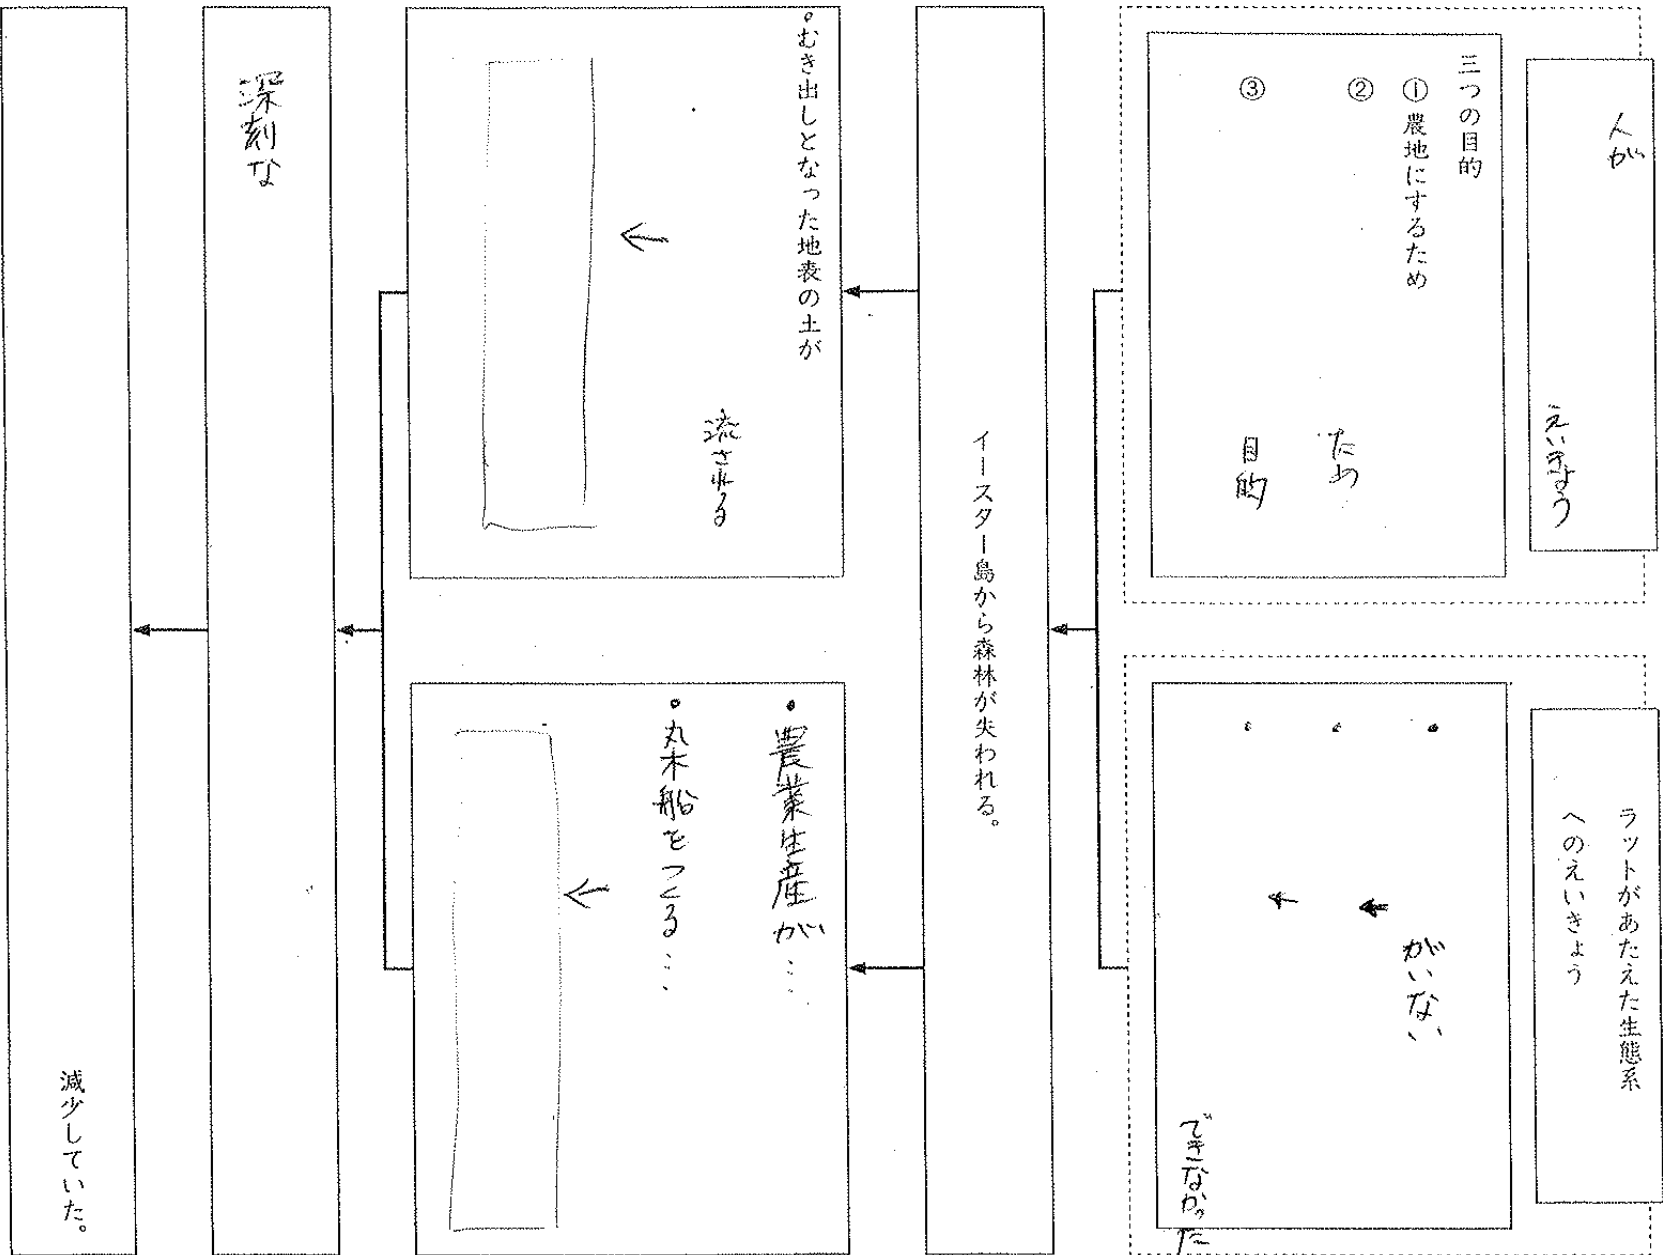 人が
えいきょう
三つの目的
①農地にするため
②
ため
③
目的
ラットがあたえた生態系
へのえいきょう
・
がいない
・
・
できなかった
イースター島から森林が失われる。
。むき出しとなった地表の土が
流される
・農業生産が…
。丸木船をつくる…
深刻な
減少していた。